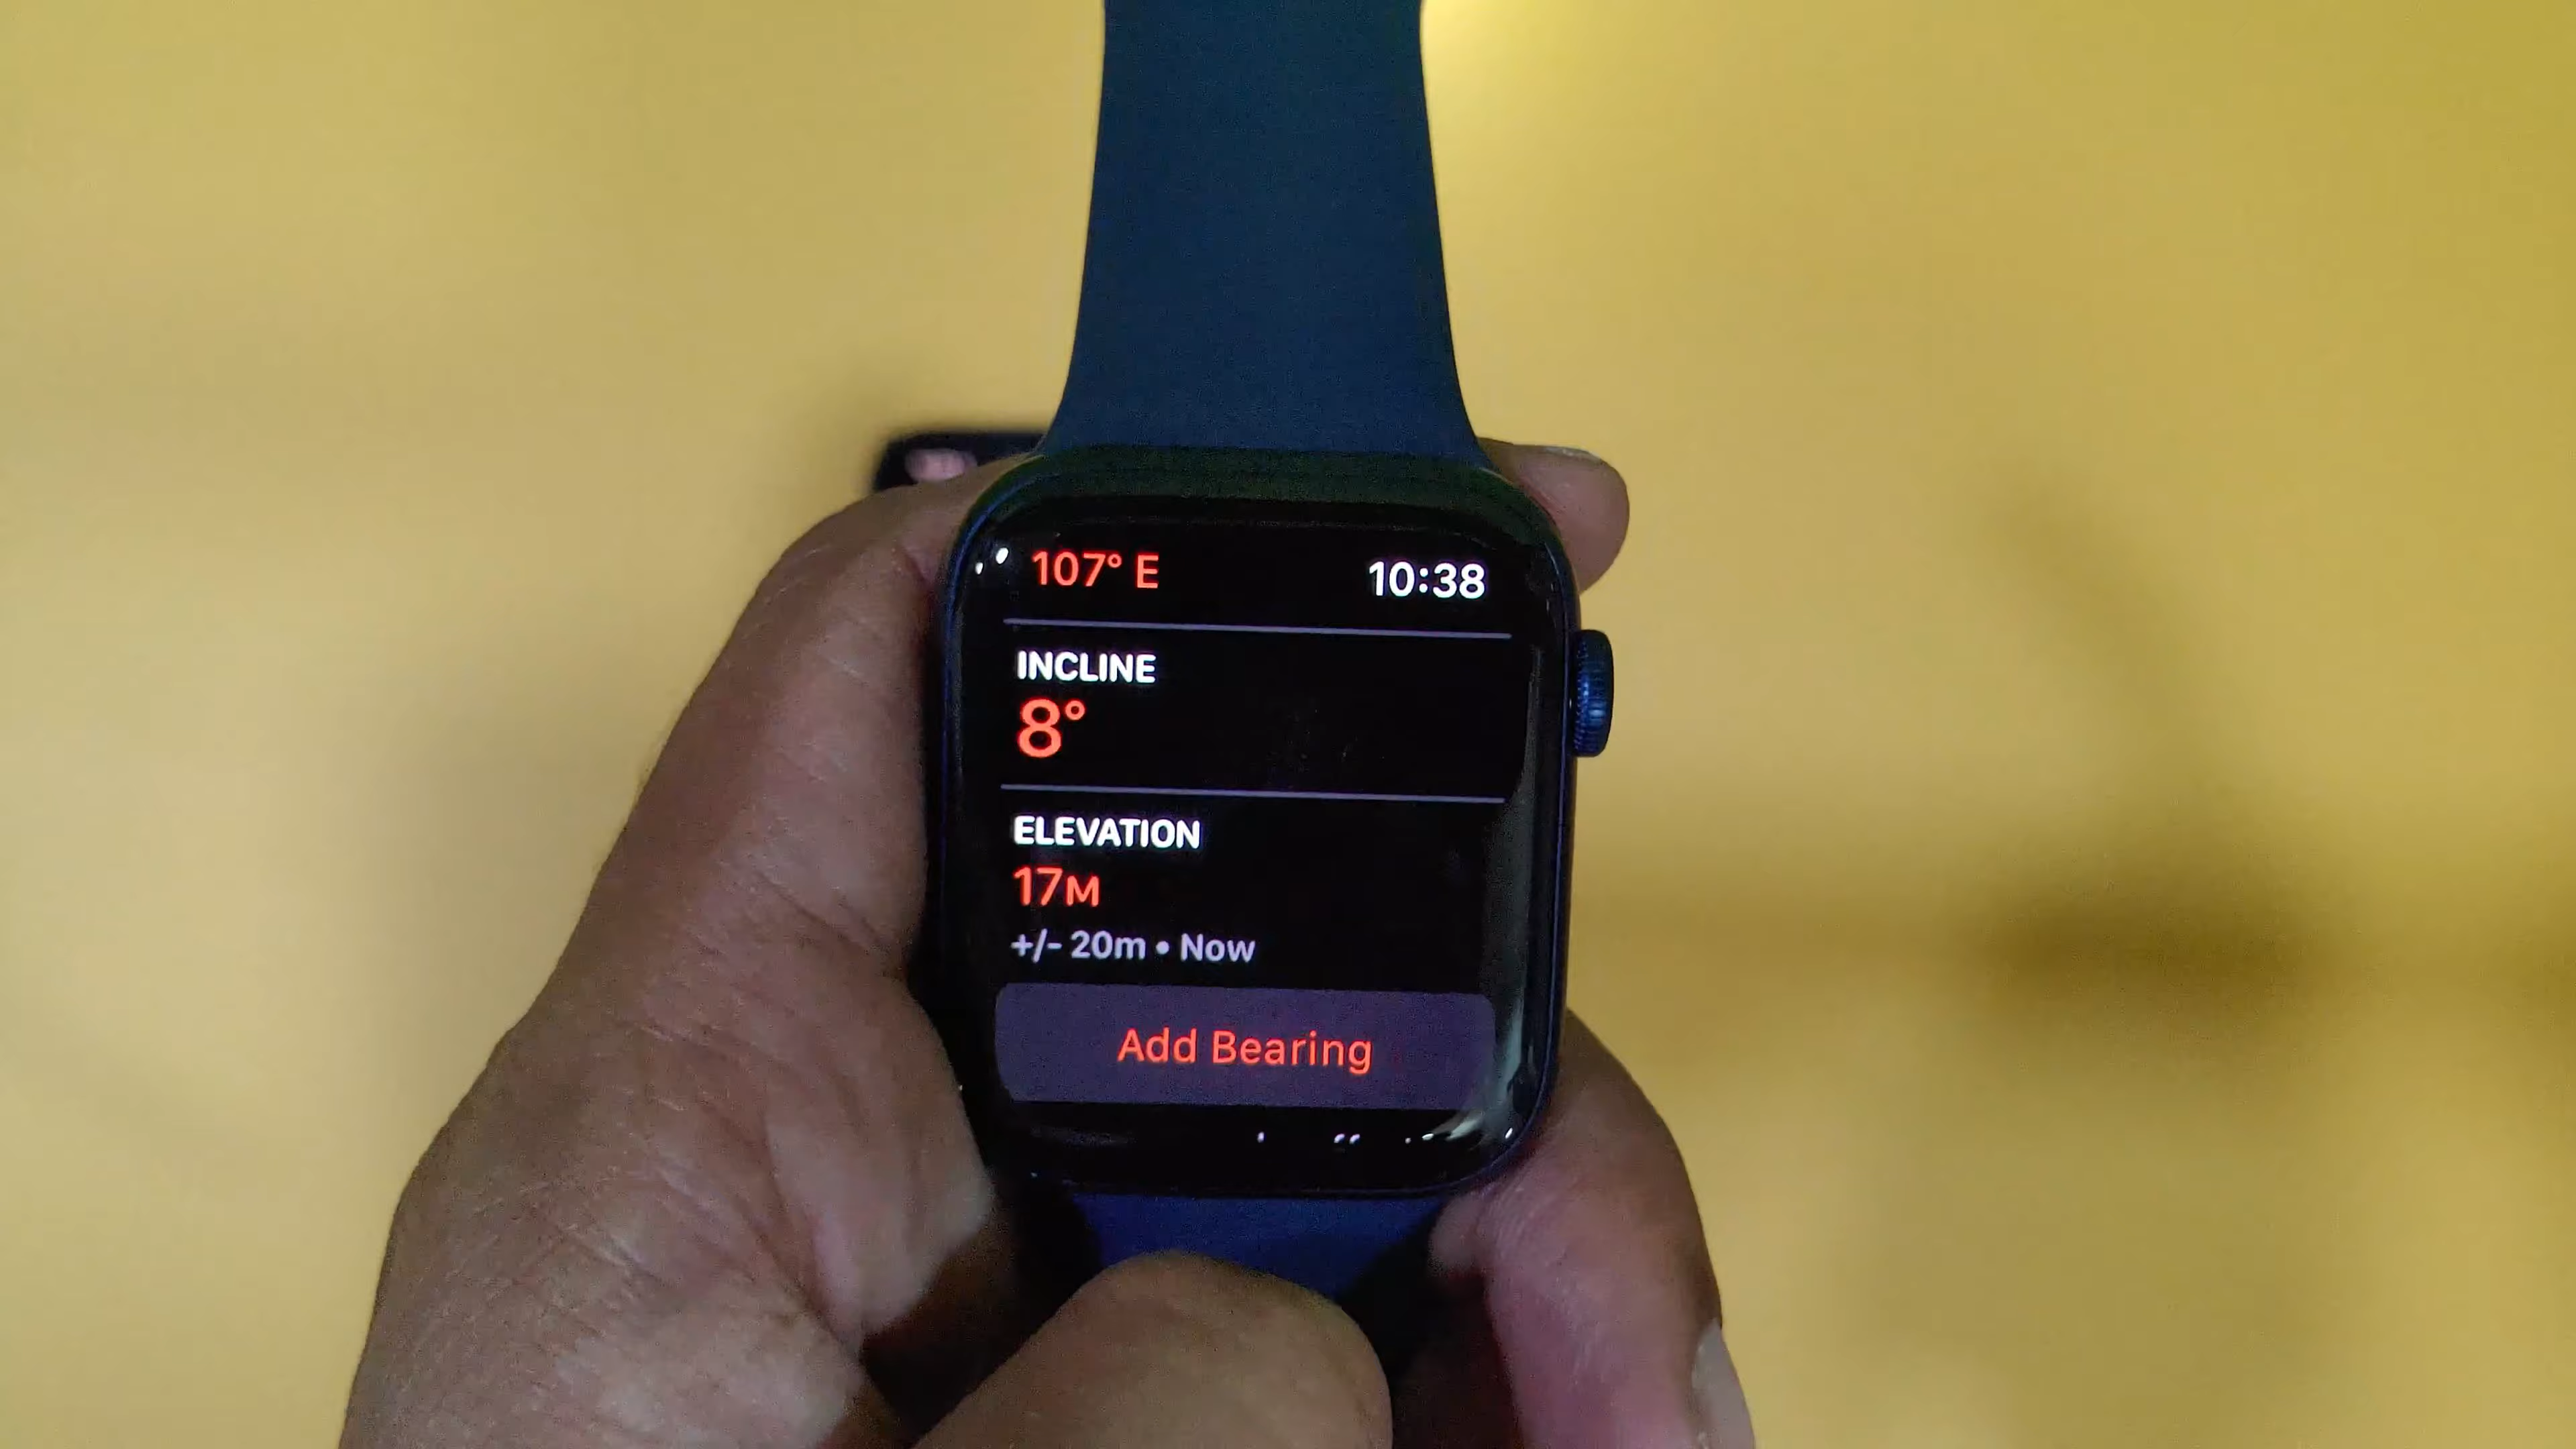 107° E
10:38
INCLINE
8°
ELEVATION
17M
+/- 20m • Now
Add Bearing